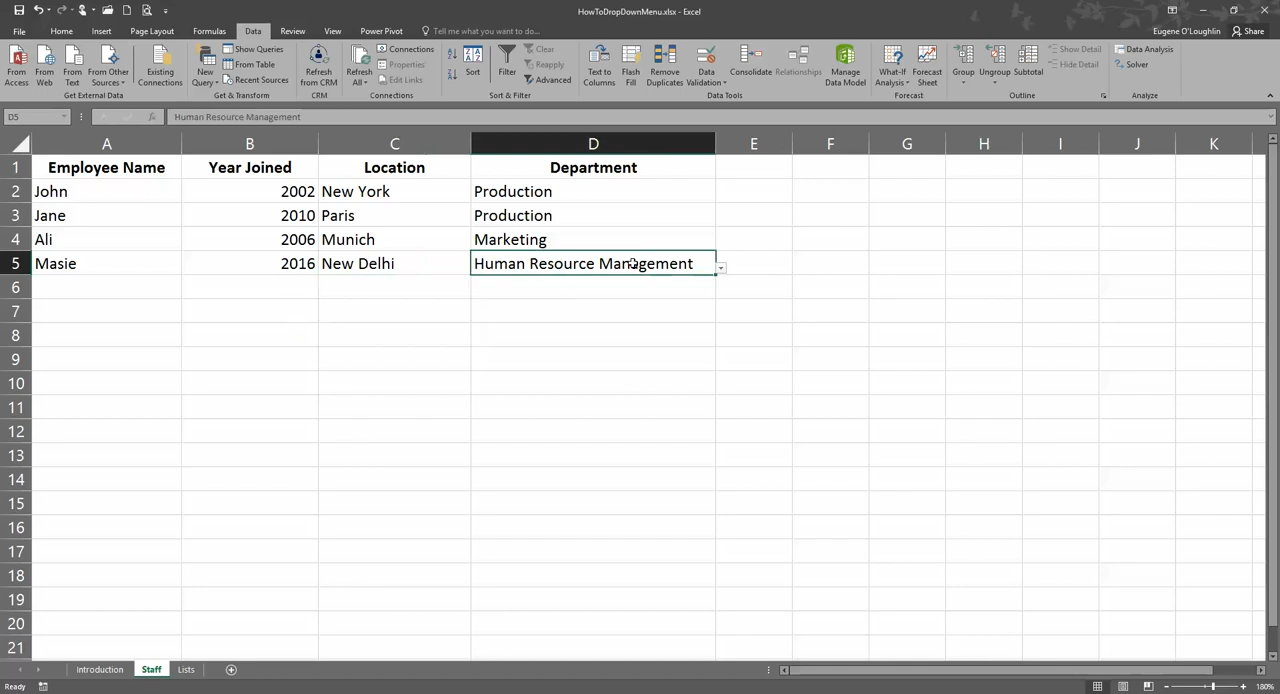 HowToDropDownMenu.xlsx - Excel
File Home Insert Page Layout Formulas Data Review View Power Pivot Tell me what you want to do... Eugene O'Loughlin Share
From Access
From Web
From Text
From Other Sources
Existing Connections
Get External Data
New Query
Show Queries
From Table
Recent Sources
Get & Transform
Refresh from CRM
CRM
Refresh All
Connections
Properties
Edit Links
Connections
Sort
Filter
Clear
Reapply
Advanced
Sort & Filter
Text to Columns
Flash Fill
Remove Duplicates
Data Validation
Consolidate
Relationships
Manage Data Model
Data Tools
What-If Analysis
Forecast Sheet
Forecast
Group
Ungroup
Subtotal
Show Detail
Hide Detail
Outline
Data Analysis
Solver
Analyze
D5 fx Human Resource Management
A B C D E F G H I J K
1 Employee Name Year Joined Location Department
2 John 2002 New York Production
3 Jane 2010 Paris Production
4 Ali 2006 Munich Marketing
5 Masie 2016 New Delhi Human Resource Management
6
7
8
9
10
11
12
13
14
15
16
17
18
19
20
21
Introduction Staff Lists
Ready 180%